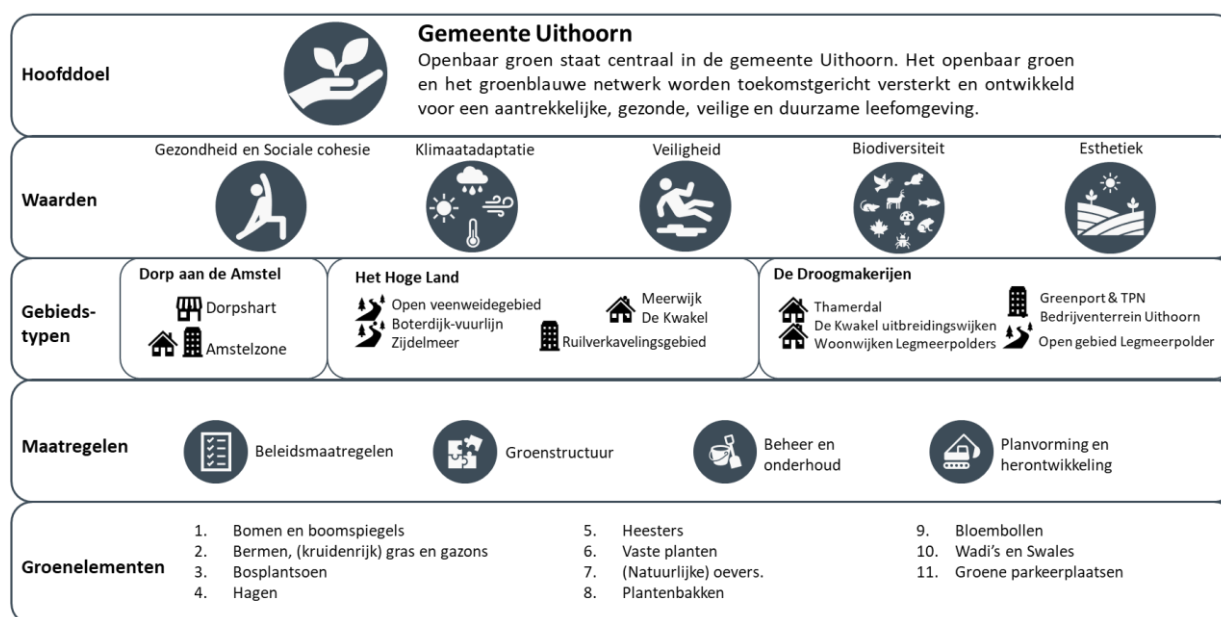 Hoofddoel
Gemeente Uithoorn
Openbaar groen staat centraal in de gemeente Uithoorn. Het openbaar groen
en het groenblauwe netwerk worden toekomstgericht versterkt en ontwikkeld
voor een aantrekkelijke, gezonde, veilige en duurzame leefomgeving.
Waarden
Gezondheid en Sociale cohesie
Klimaatadaptatie
Veiligheid
Biodiversiteit
Esthetiek
Gebieds-
typen
Dorp aan de Amstel
Dorpshart
Amstelzone
Het Hoge Land
Open veenweidegebied
Boterdijk-vuurlijn
Zijdelmeer
Meerwijk
De Kwakel
Ruilverkavelingsgebied
De Droogmakerijen
Thamerdal
De Kwakel uitbreidingswijken
Woonwijken Legmeerpolders
Greenport & TPN
Bedrijventerrein Uithoorn
Open gebied Legmeerpolder
Maatregelen
Beleidsmaatregelen
Groenstructuur
Beheer en
onderhoud
Planvorming en
herontwikkeling
Groenelementen
1. Bomen en boomspiegels
2. Bermen, (kruidenrijk) gras en gazons
3. Bosplantsoen
4. Hagen
5. Heesters
6. Vaste planten
7. (Natuurlijke) oevers.
8. Plantenbakken
9. Bloembollen
10. Wadi's en Swales
11. Groene parkeerplaatsen